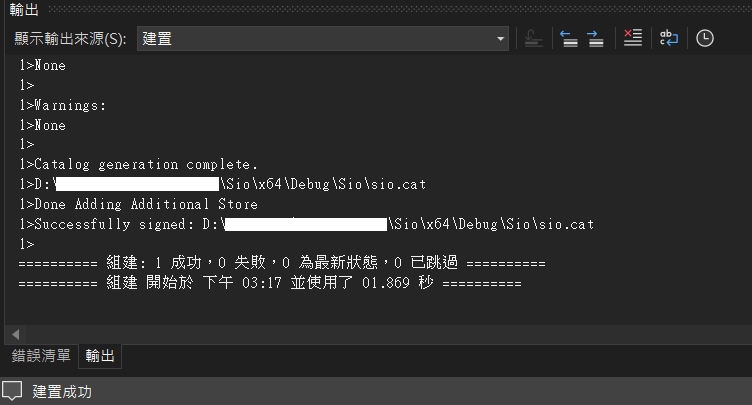 輸出
顯示輸出來源(S): 建置
1>None
1>
1>Warnings:
1>None
1>
1>Catalog generation complete.
1>D:\ \Sio\x64\Debug\Sio\sio.cat
1>Done Adding Additional Store
1>Successfully signed: D:\ \Sio\x64\Debug\Sio\sio.cat
1>
========== 組建: 1 成功，0 失敗，0 為最新狀態，0 已跳過 ==========
========== 組建 開始於 下午 03:17 並使用了 01.869 秒 ==========
錯誤清單 輸出
建置成功